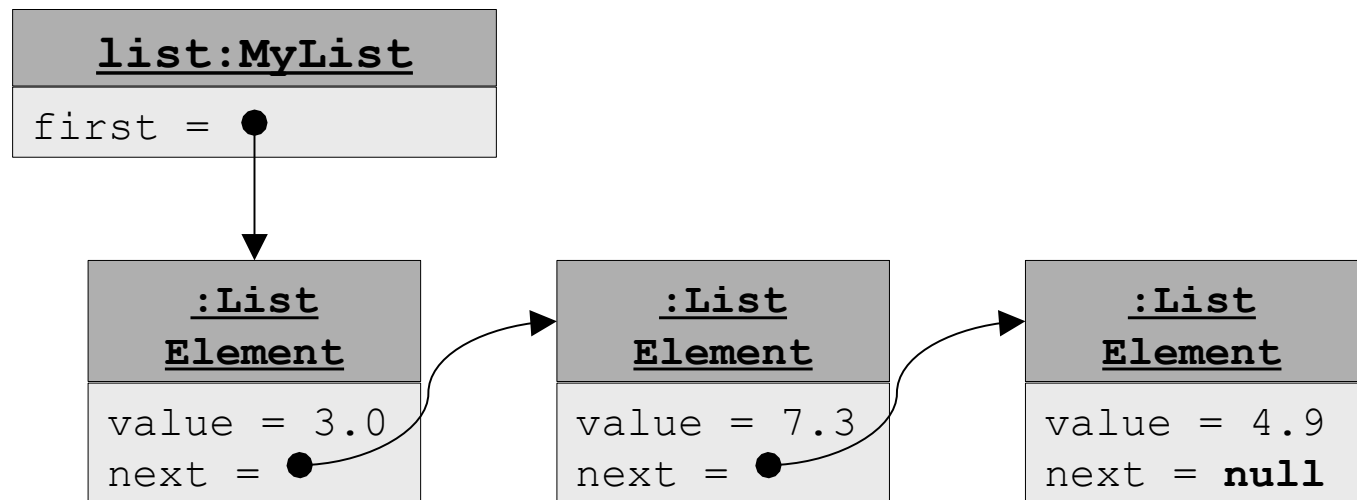 list:MyList
first =
:List
Element
value = 3.0
next =
:List
Element
value = 7.3
next =
:List
Element
value = 4.9
next = null